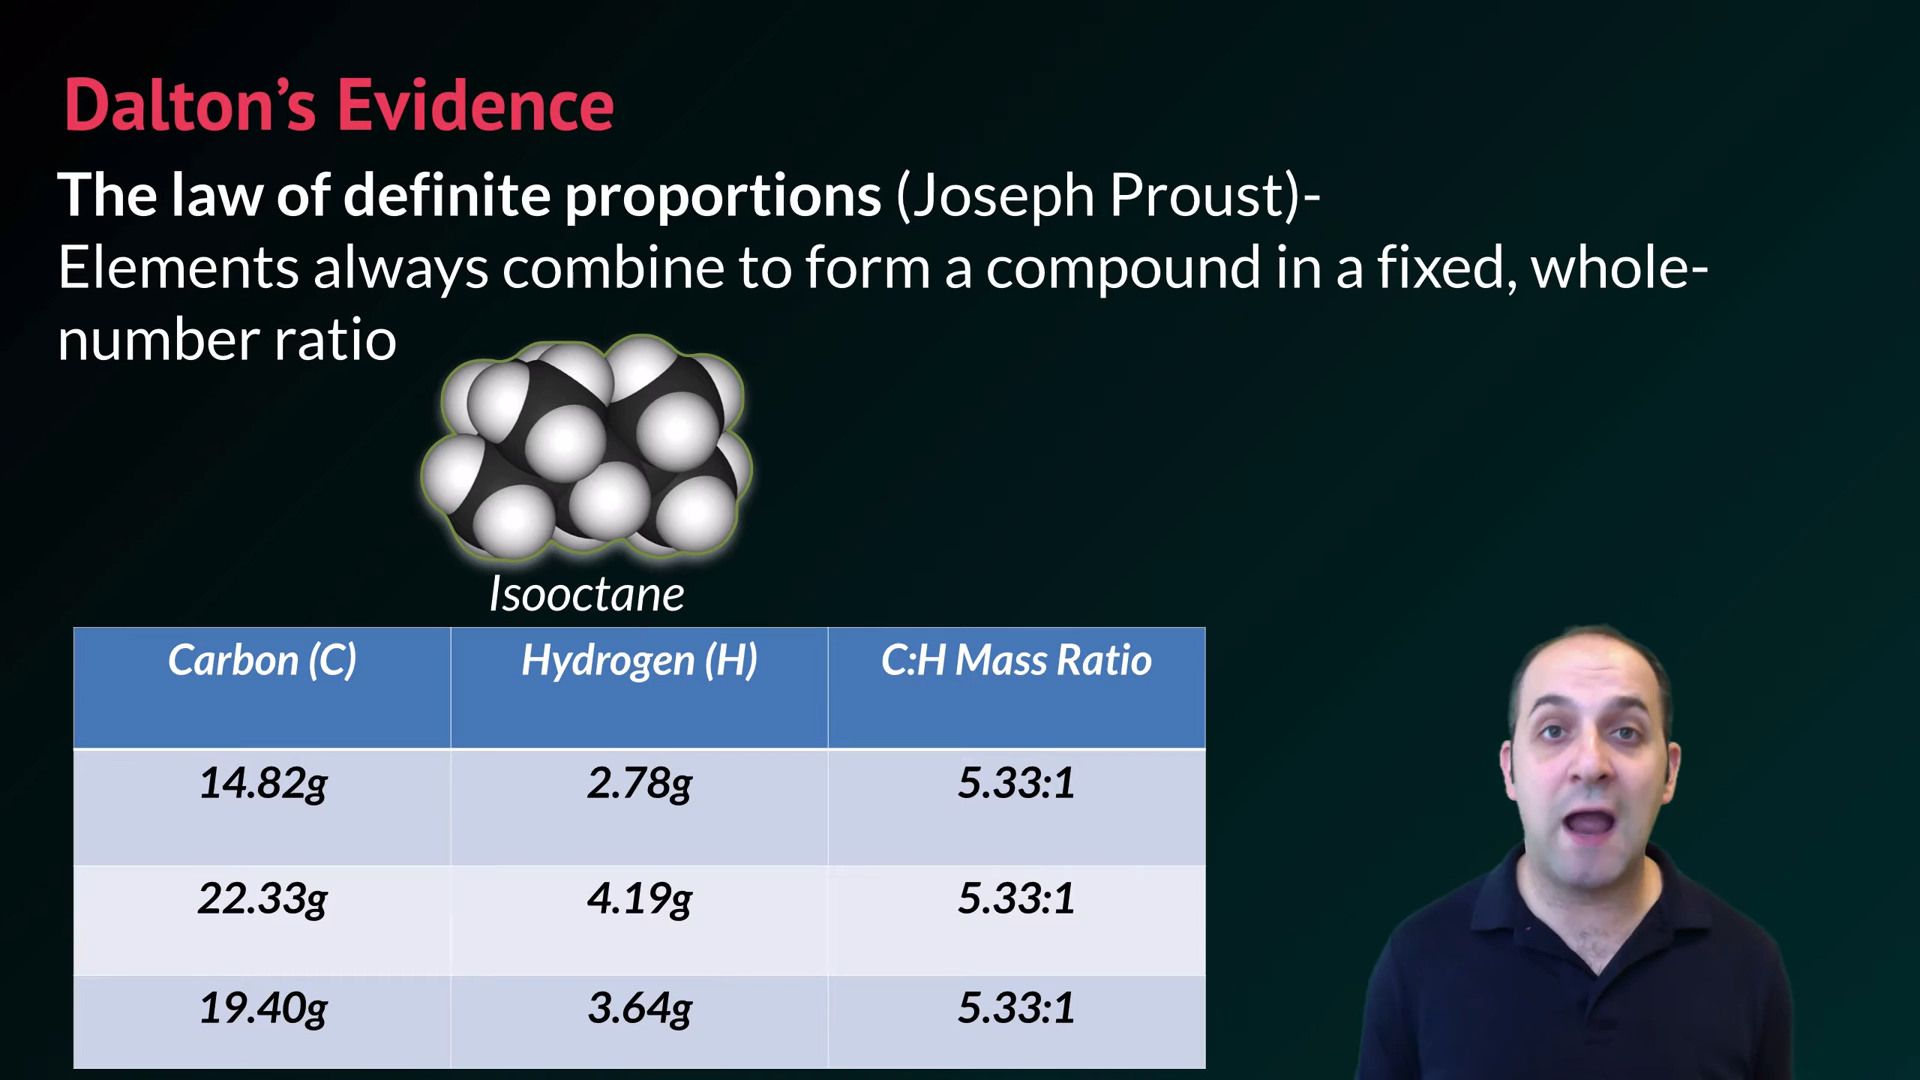 Dalton’s Evidence
The law of definite proportions (Joseph Proust)-
Elements always combine to form a compound in a fixed, whole-
number ratio
Isooctane
Carbon (C) Hydrogen (H) C:H Mass Ratio
14.82g 2.78g 5.33:1
22.33g 4.19g 5.33:1
19.40g 3.64g 5.33:1